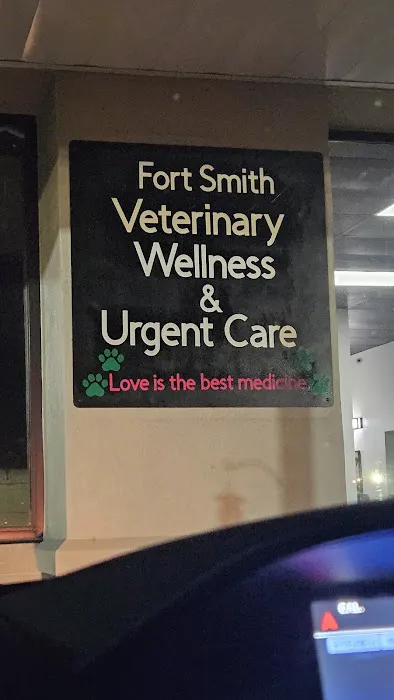 Fort Smith
Veterinary
Wellness
&
Urgent Care
Love is the best medicine